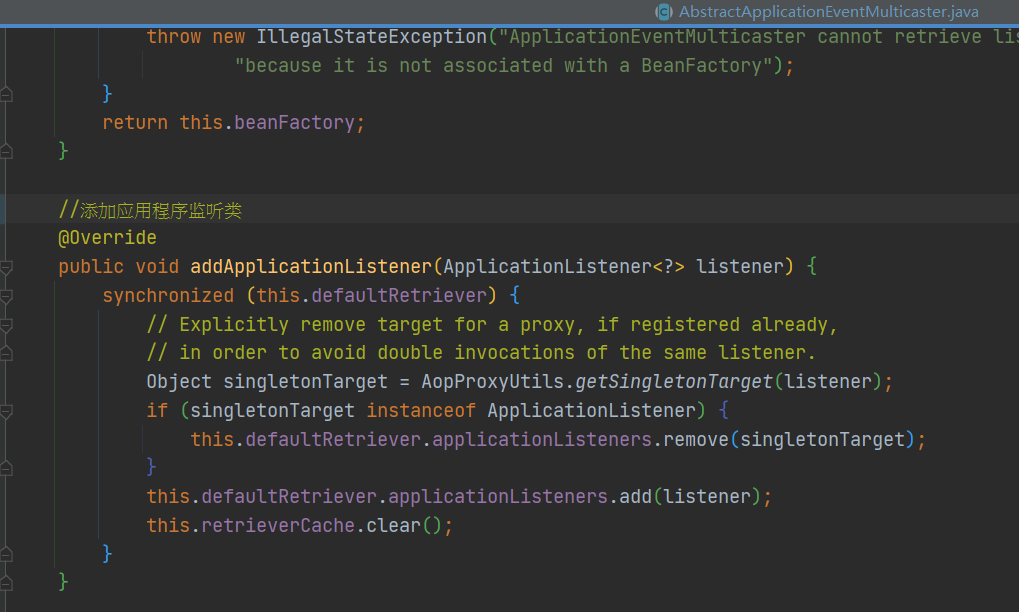 AbstractApplicationEventMulticaster.java
throw new IllegalStateException("ApplicationEventMulticaster cannot retrieve
"because it is not associated with a BeanFactory");
}
return this.beanFactory;
}
//添加应用程序监听类
@Override
public void addApplicationListener(ApplicationListener<?> listener) {
synchronized (this.defaultRetriever) {
// Explicitly remove target for a proxy, if registered already,
// in order to avoid double invocations of the same listener.
Object singletonTarget = AopProxyUtils.getSingletonTarget(listener);
if (singletonTarget instanceof ApplicationListener) {
this.defaultRetriever.applicationListeners.remove(singletonTarget);
}
this.defaultRetriever.applicationListeners.add(listener);
this.retrieverCache.clear();
}
}